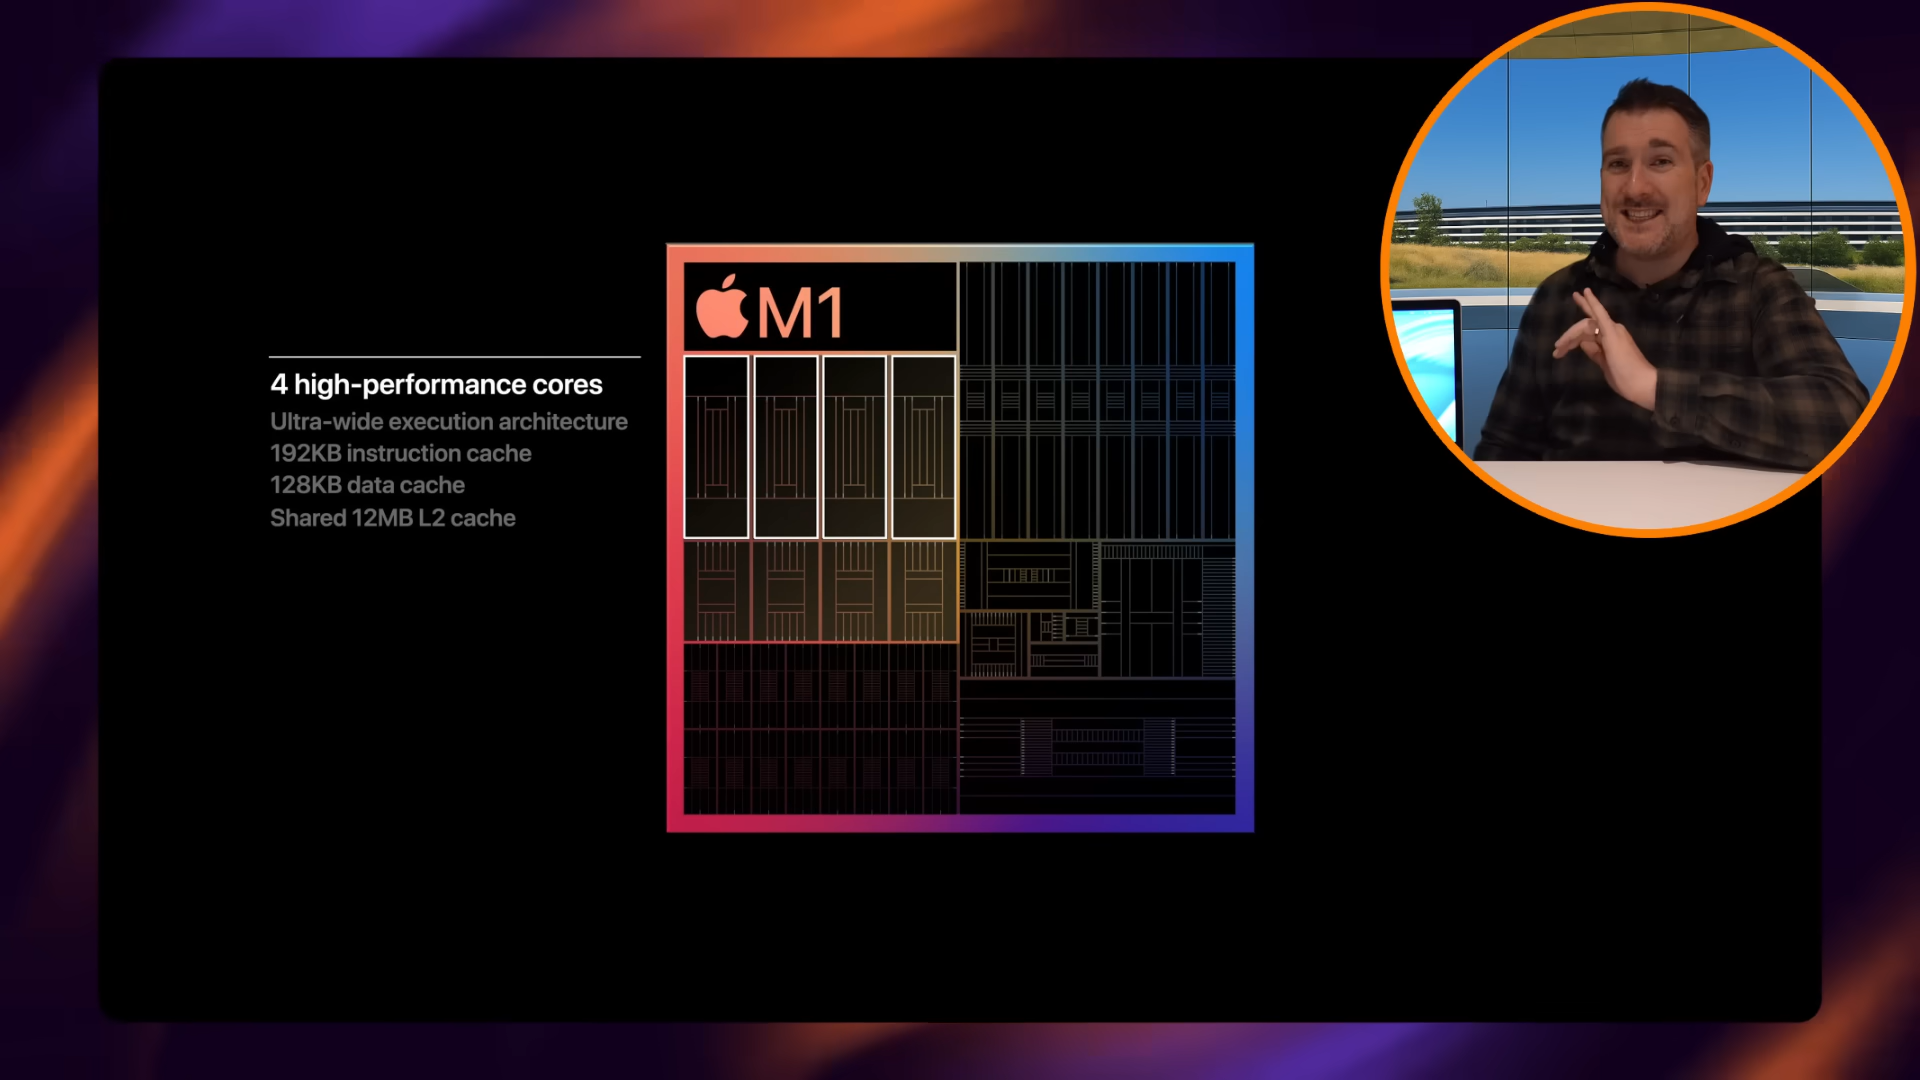 M1
4 high-performance cores
Ultra-wide execution architecture
192KB instruction cache
128KB data cache
Shared 12MB L2 cache